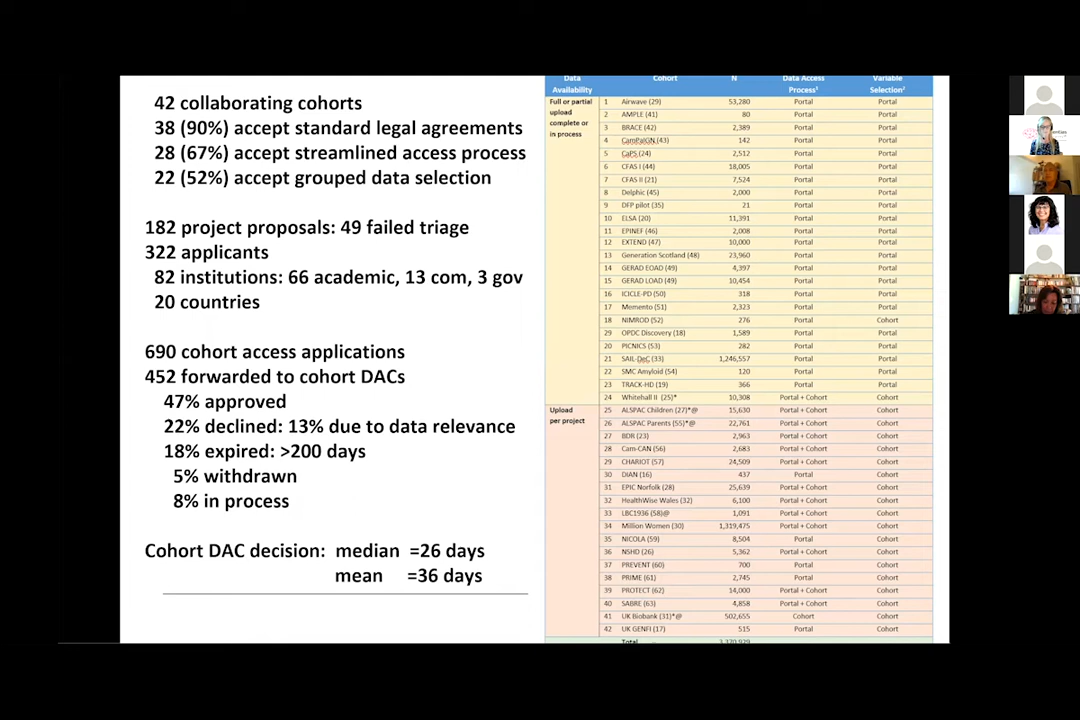 42 collaborating cohorts
38 (90%) accept standard legal agreements
28 (67%) accept streamlined access process
22 (52%) accept grouped data selection
182 project proposals: 49 failed triage
322 applicants
82 institutions: 66 academic, 13 com, 3 gov
20 countries
690 cohort access applications
452 forwarded to cohort DACs
47% approved
22% declined: 13% due to data relevance
18% expired: >200 days
5% withdrawn
8% in process
Cohort DAC decision: median =26 days
mean =36 days
Data Availability Cohort N Data Access Process¹ Variable Selection²
Full or partial upload complete or in process
1 Airwave (29) 53,280 Portal Portal
2 AMPLE (41) 80 Portal Portal
3 BRACE (42) 2,389 Portal Portal
4 (43) 142 Portal Portal
5 CaPS (24) 2,512 Portal Portal
6 CFAS I (44) 18,005 Portal Portal
7 CFAS II (21) 7,524 Portal Portal
8 Delphic (45) 2,000 Portal Portal
9 DFP pilot (35) 21 Portal Portal
10 ELSA (20) 11,391 Portal Portal
11 EPINEF (46) 2,008 Portal Portal
12 EXTEND (47) 10,000 Portal Portal
13 Generation Scotland (48) 23,960 Portal Portal
14 GERAD EOAD (49) 4,397 Portal Portal
15 GERAD LOAD (49) 10,454 Portal Portal
16 ICICLE-PD (50) 318 Portal Portal
17 Memento (51) 2,323 Portal Portal
18 NIMROD (52) 276 Portal Cohort
29 OPDC Discovery (18) 1,589 Portal Portal
20 PICNICS (53) 282 Portal Portal
21 SAIL-DeC (33) 1,246,557 Portal Portal
22 SMC Amyloid (54) 120 Portal Portal
23 TRACK-HD (19) 366 Portal Portal
24 Whitehall II (25)* 10,308 Portal + Cohort Portal
Upload per project
25 ALSPAC Children (27)*@ 15,630 Portal + Cohort Cohort
26 ALSPAC Parents (55)*@ 22,761 Portal + Cohort Cohort
27 BDR (23) 2,963 Portal + Cohort Cohort
28 Cam-CAN (56) 2,683 Portal + Cohort Cohort
29 CHARIOT (57) 24,509 Portal + Cohort Cohort
30 DIAN (16) 437 Portal Cohort
31 EPIC Norfolk (28) 25,639 Portal + Cohort Cohort
32 HealthWise Wales (32) 6,100 Portal + Cohort Cohort
33 LBC1936 (58)@ 1,091 Portal + Cohort Cohort
34 Million Women (30) 1,319,475 Portal + Cohort Cohort
35 NICOLA (59) 8,504 Portal Cohort
36 NSHD (26) 5,362 Portal + Cohort Cohort
37 PREVENT (60) 700 Portal Cohort
38 PRIME (61) 2,745 Portal Cohort
39 PROTECT (62) 14,000 Portal + Cohort Cohort
40 SABRE (63) 4,858 Portal + Cohort Cohort
41 UK Biobank (31)*@ 502,655 Cohort Cohort
42 UK GENFI (17) 515 Portal Cohort
Total 3,370,929